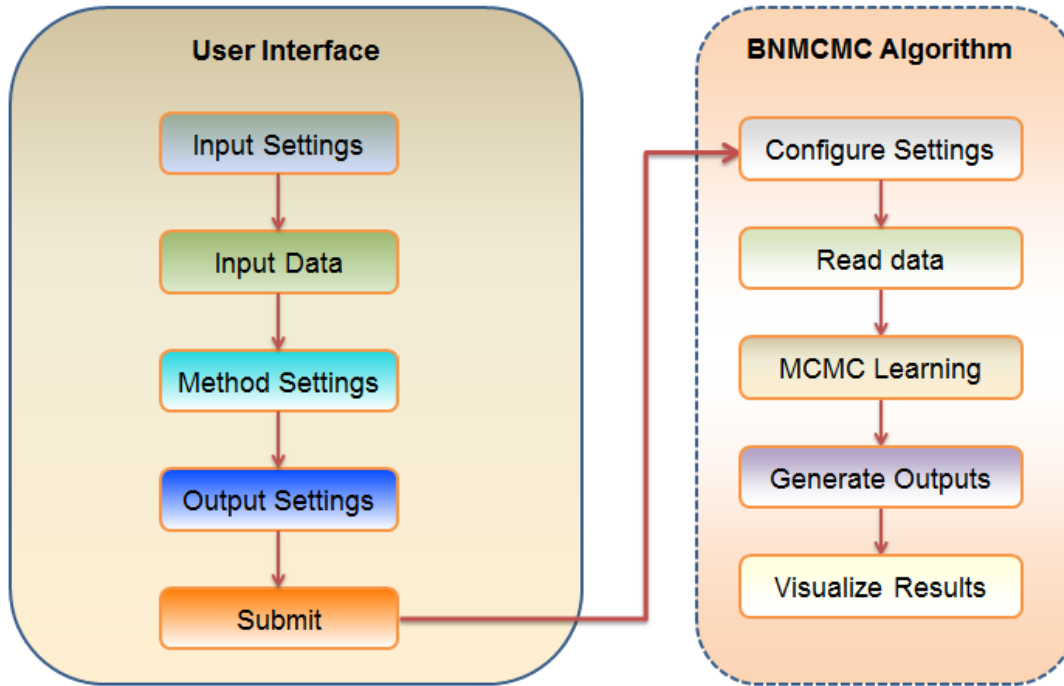 User Interface
Input Settings
Input Data
Method Settings
Output Settings
Submit
BNMCMC Algorithm
Configure Settings
Read data
MCMC Learning
Generate Outputs
Visualize Results